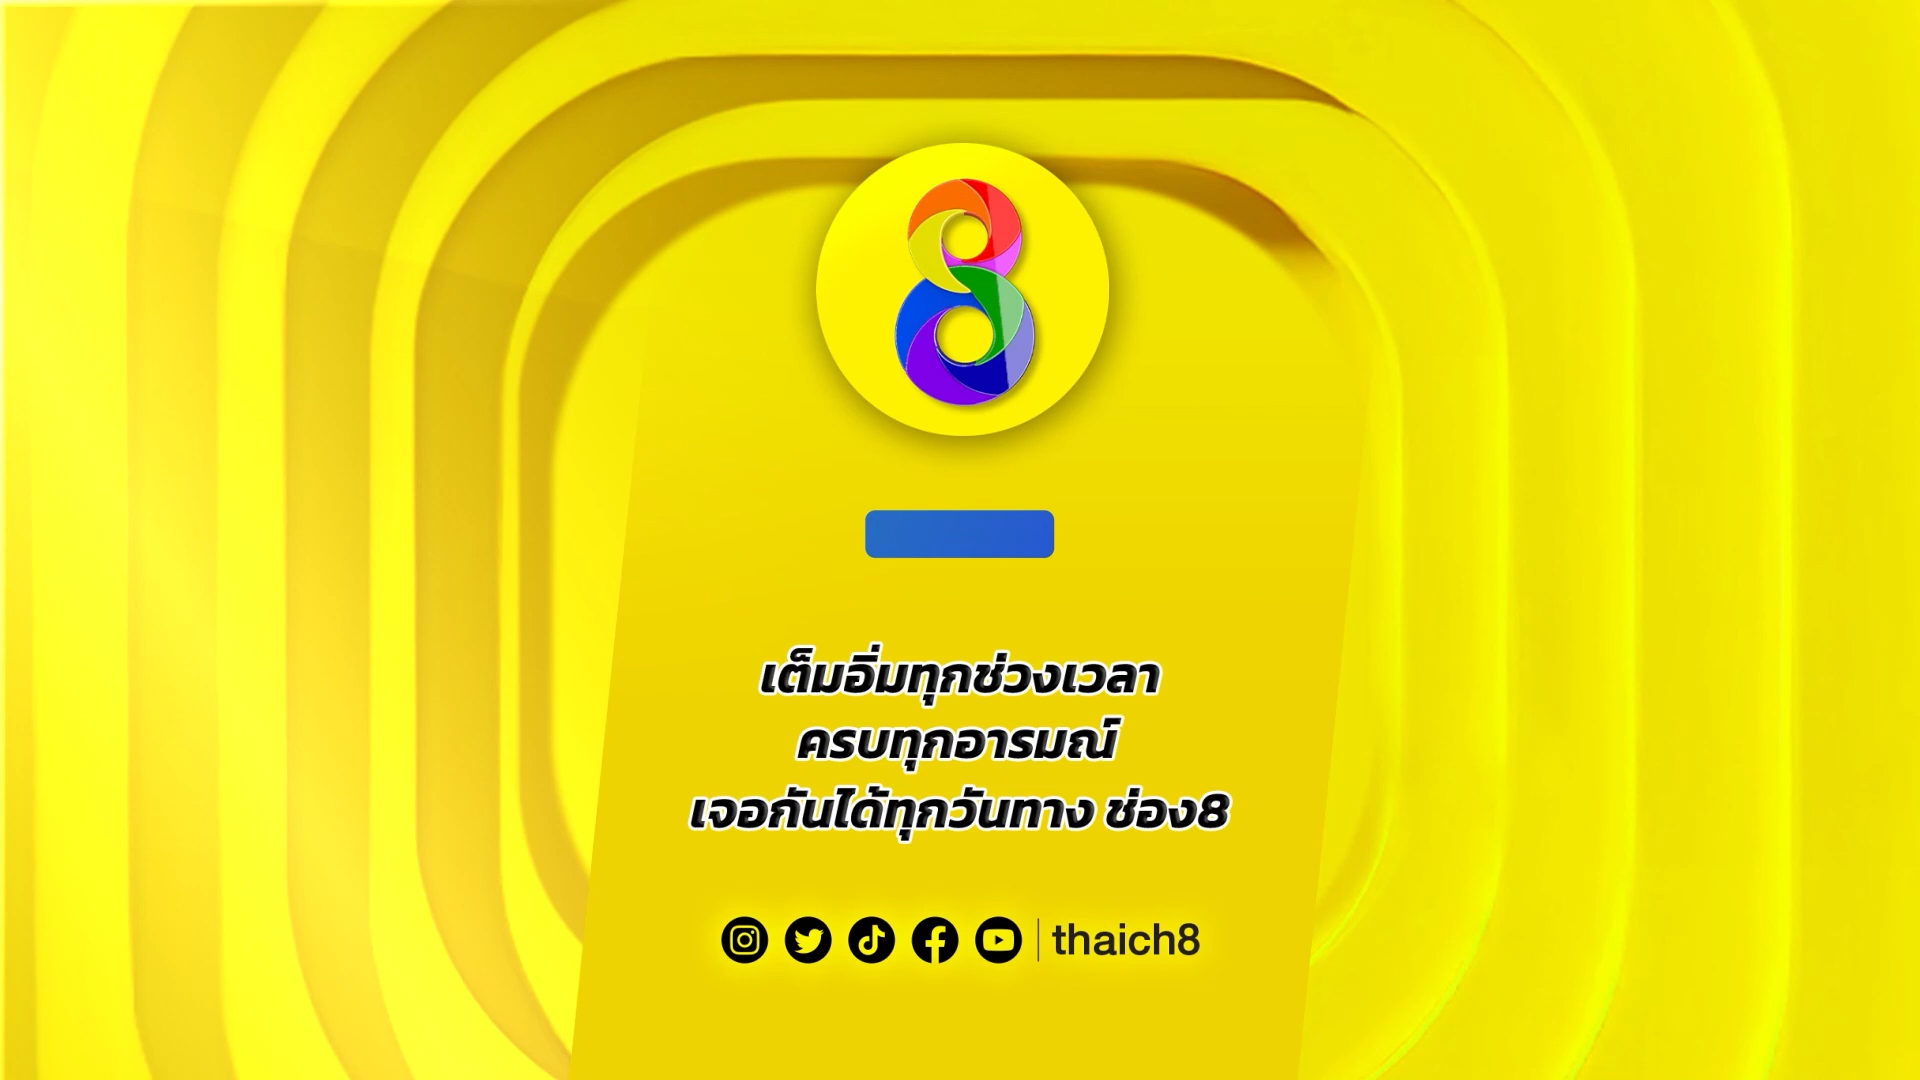 8
เต็มอิ่มทุกช่วงเวลา
ครบทุกอารมณ์
เจอกันได้ทุกวันทาง ช่อง8
thaich8